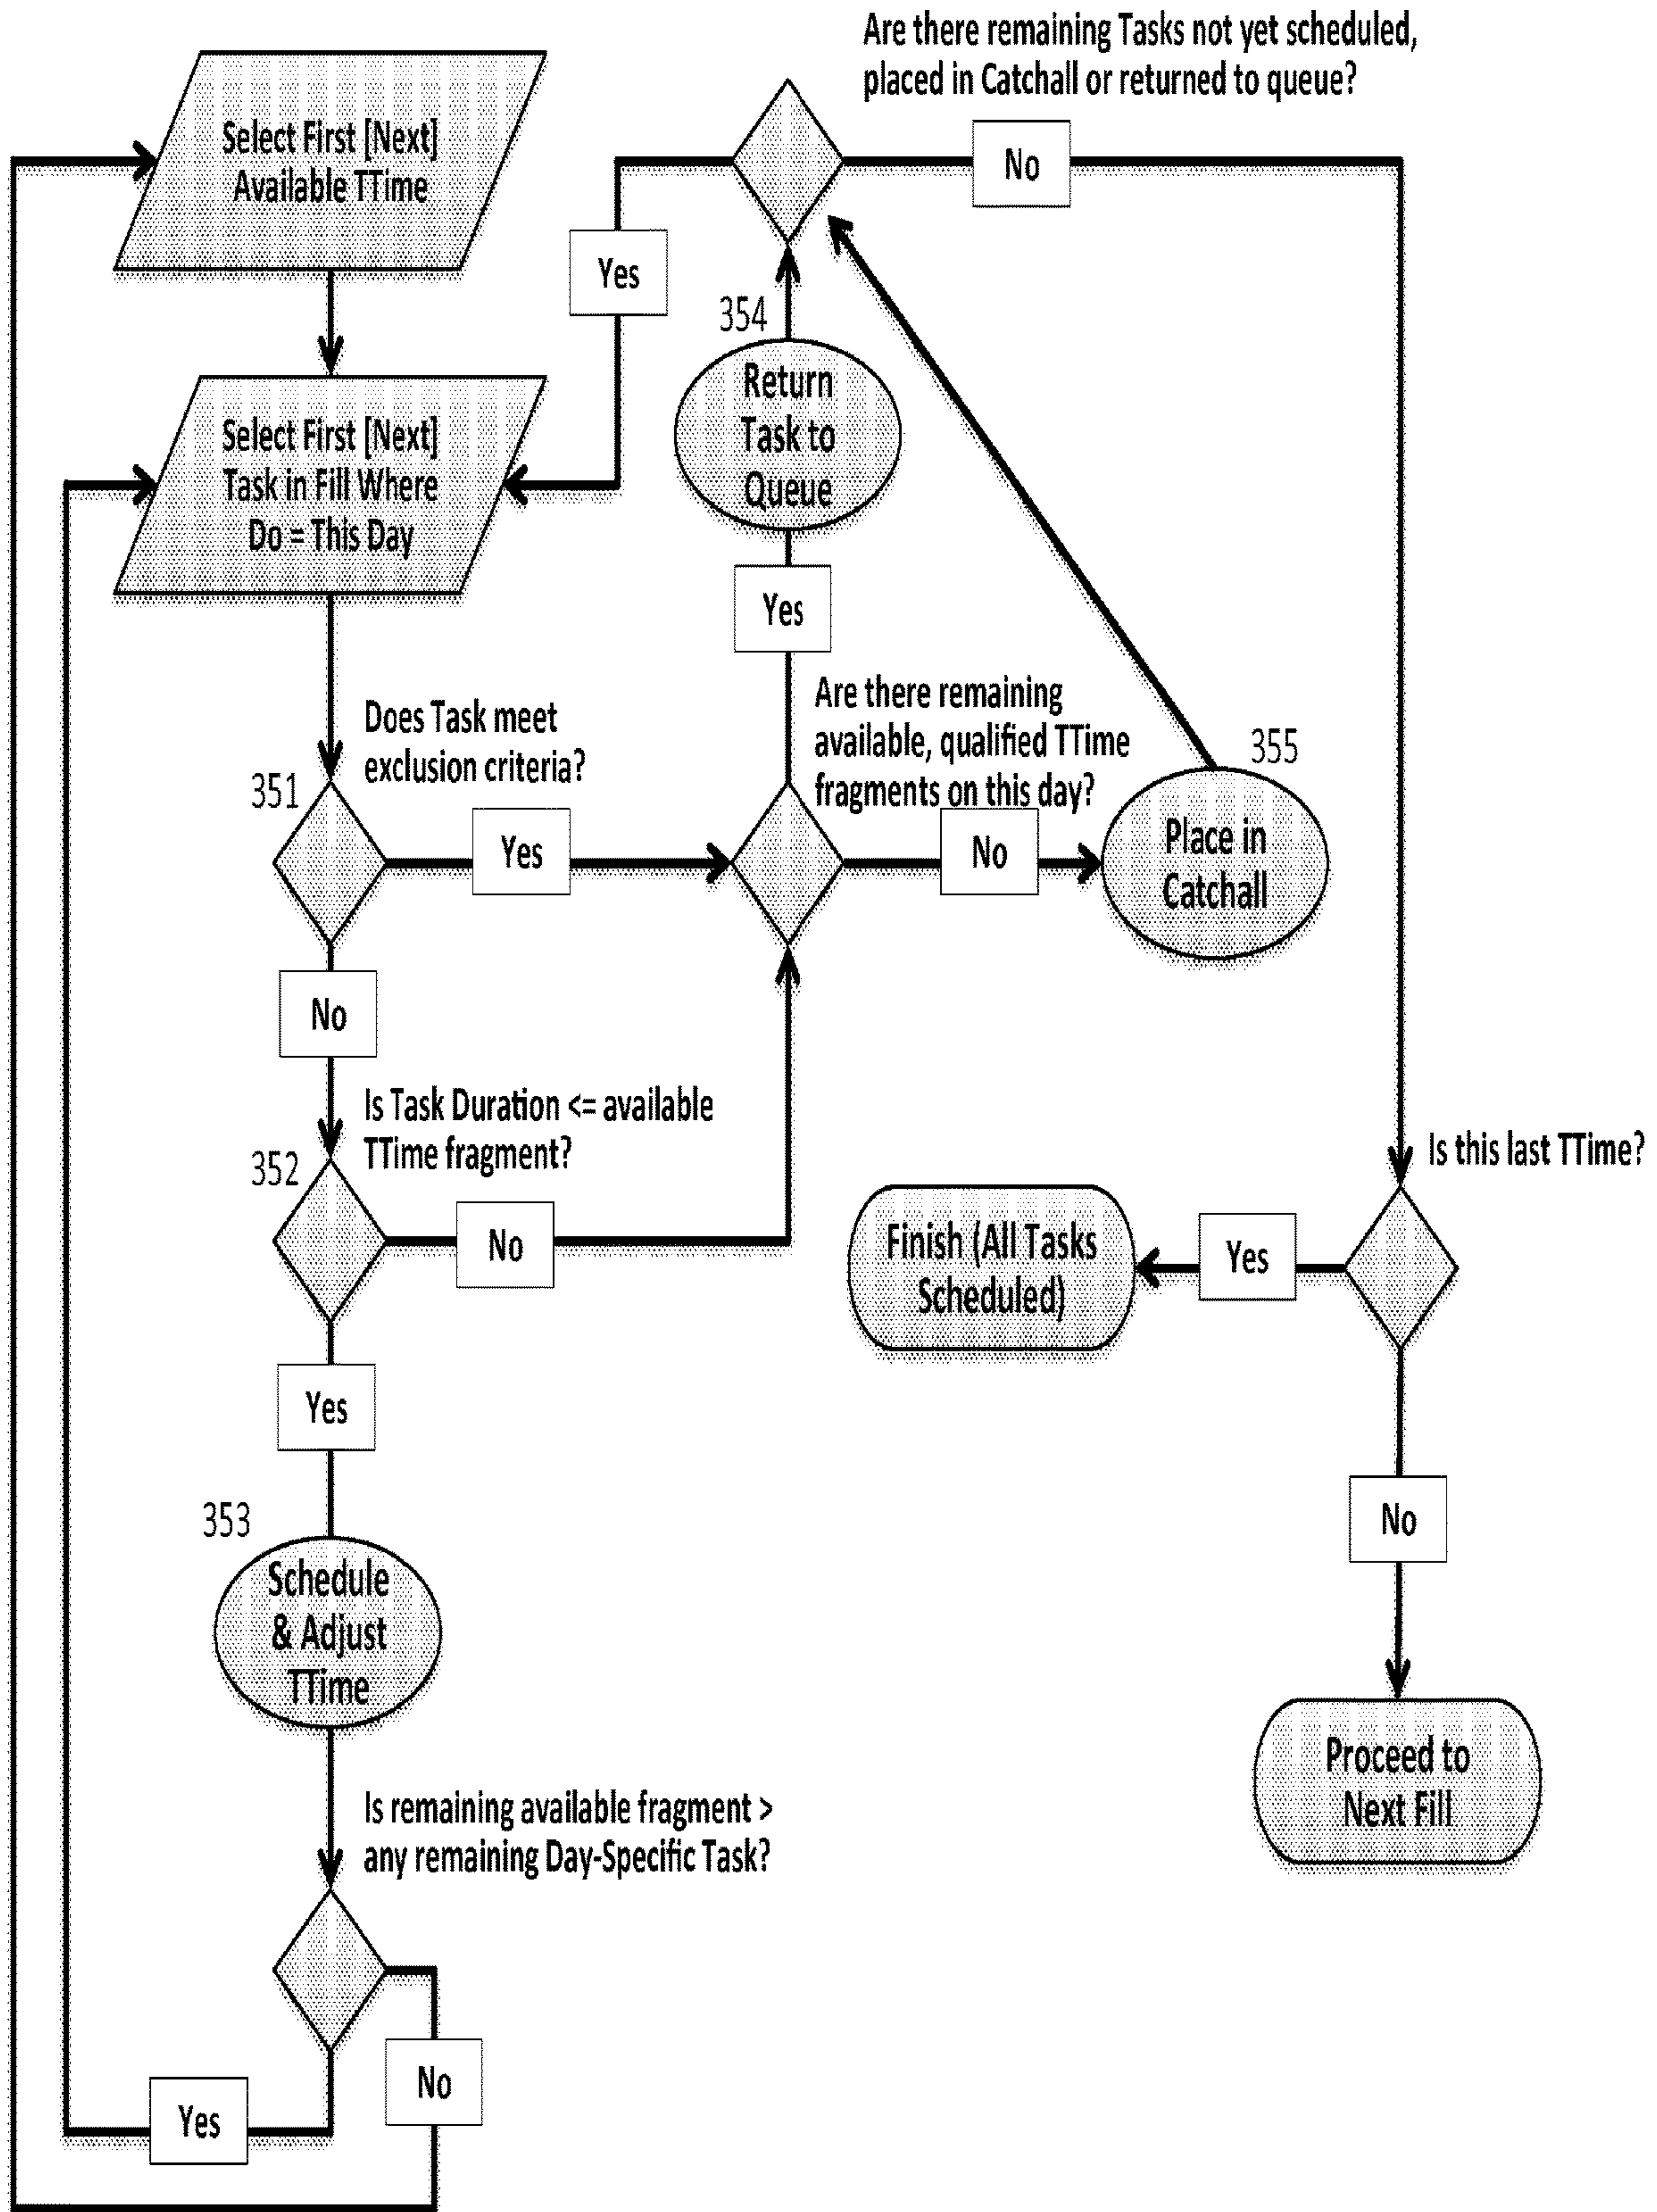 Are there remaining Tasks not yet scheduled,
placed in Catchall or returned to queue?
Select First [Next]
Available TTime
No
Yes
354
Return
Task to
Queue
Select First [Next]
Task in Fill Where
Do = This Day
Yes
Does Task meet
exclusion criteria?
351
Are there remaining
available, qualified TTime
fragments on this day?
355
Yes
No
Place in
Catchall
No
Is Task Duration <= available
TTime fragment?
352
No
Is this last TTime?
Finish (All Tasks
Scheduled)
Yes
Yes
No
353
Schedule
& Adjust
TTime
Proceed to
Next Fill
Is remaining available fragment >
any remaining Day-Specific Task?
No
Yes